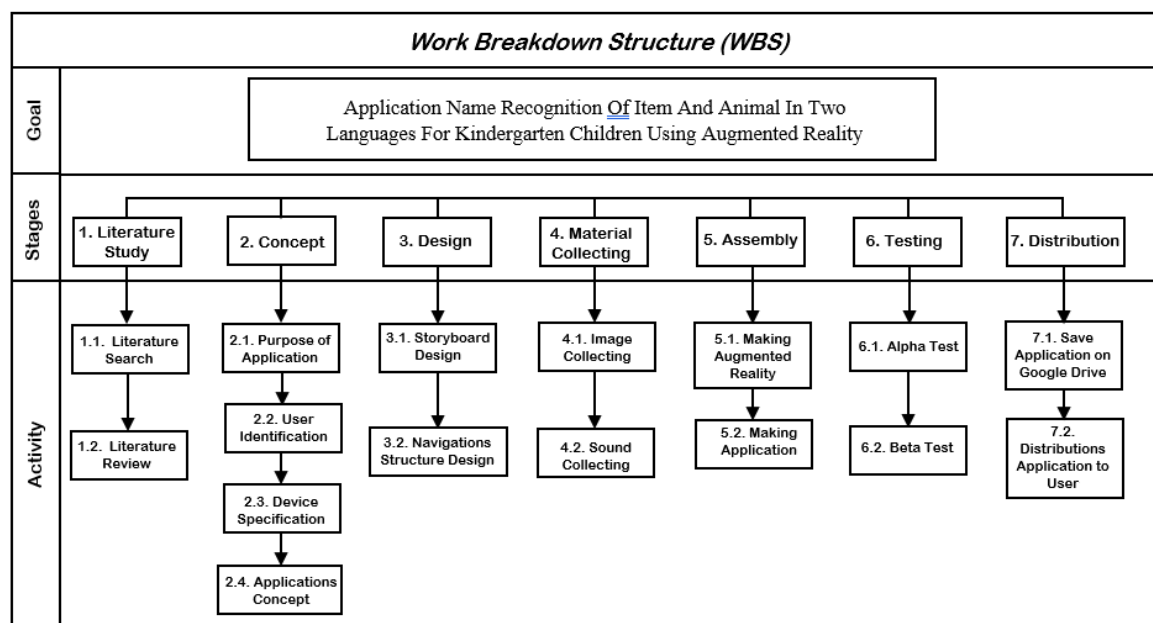 Work Breakdown Structure (WBS)
Goal
Application Name Recognition Of Item And Animal In Two
Languages For Kindergarten Children Using Augmented Reality
Stages
1. Literature
Study
2. Concept
3. Design
4. Material
Collecting
5. Assembly
6. Testing
7. Distribution
Activity
1.1. Literature
Search
1.2. Literature
Review
2.1. Purpose of
Application
2.2. User
Identification
2.3. Device
Specification
2.4. Applications
Concept
3.1. Storyboard
Design
3.2. Navigations
Structure Design
4.1. Image
Collecting
4.2. Sound
Collecting
5.1. Making
Augmented
Reality
5.2. Making
Application
6.1. Alpha Test
6.2. Beta Test
7.1. Save
Application on
Google Drive
7.2.
Distributions
Application to
User